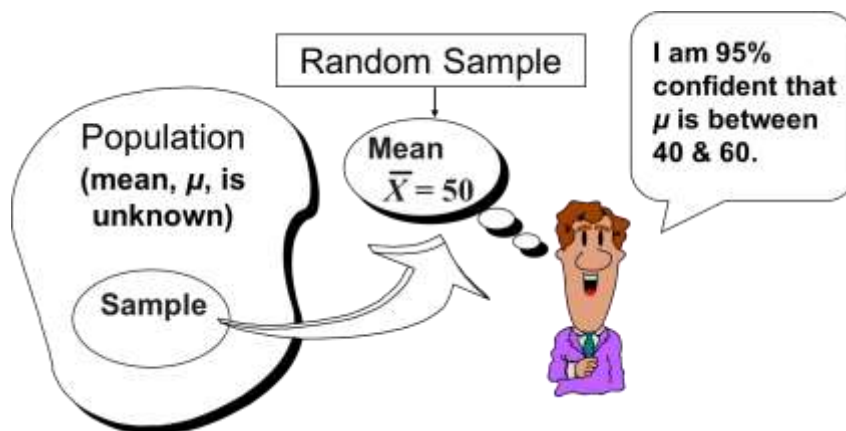 Random Sample
Population
(mean, μ, is
unknown)
Sample
Mean
X̅ = 50
I am 95%
confident that
μ is between
40 & 60.